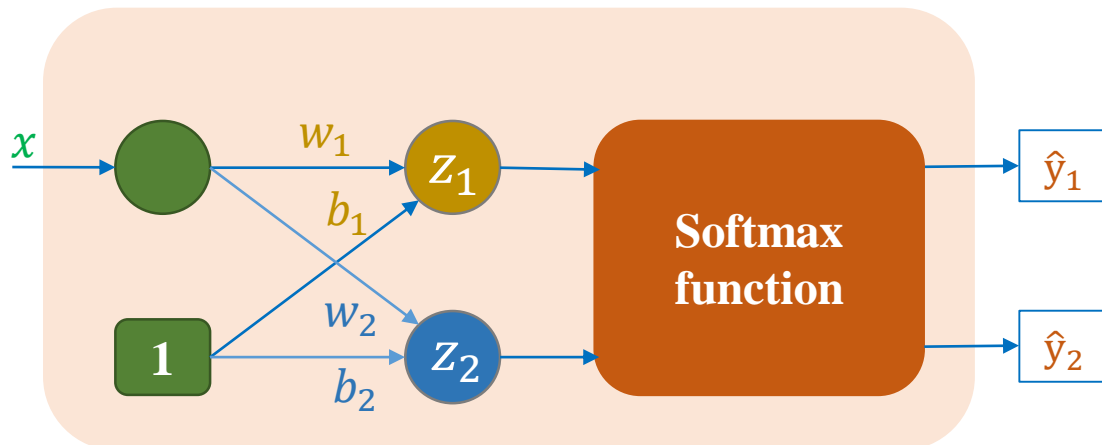 x
w₁
z₁
b₁
Softmax
function
ŷ₁
1
w₂
z₂
b₂
ŷ₂